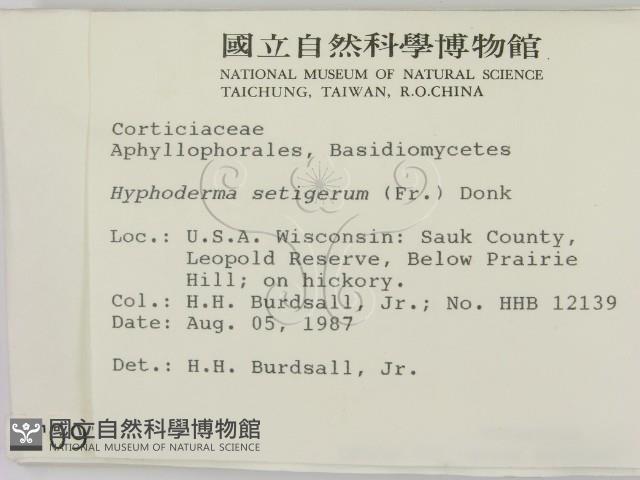 國立自然科學博物館
NATIONAL MUSEUM OF NATURAL SCIENCE
TAICHUNG, TAIWAN, R.O.CHINA
Corticiaceae
Aphyllophorales, Basidiomycetes
Hyphoderma setigerum (Fr.) Donk
Loc.: U.S.A. Wisconsin: Sauk County,
Leopold Reserve, Below Prairie
Hill; on hickory.
Col.: H.H. Burdsall, Jr.; No. HHB 12139
Date: Aug. 05, 1987
Det.: H.H. Burdsall, Jr.
國立自然科學博物館
NATIONAL MUSEUM OF NATURAL SCIENCE